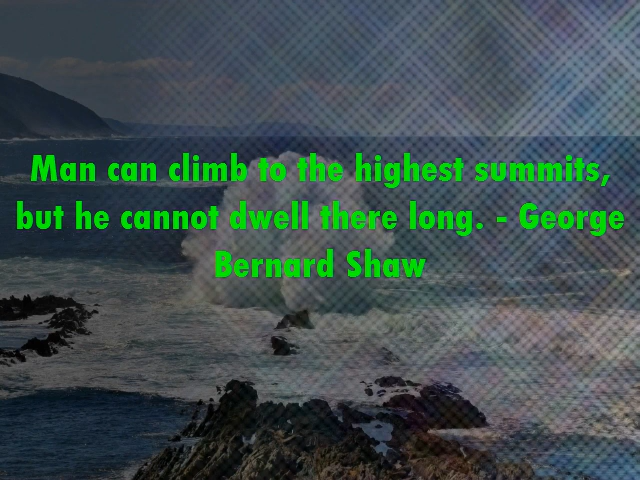 Man can climb to the highest summits,
but he cannot dwell there long. - George
Bernard Shaw